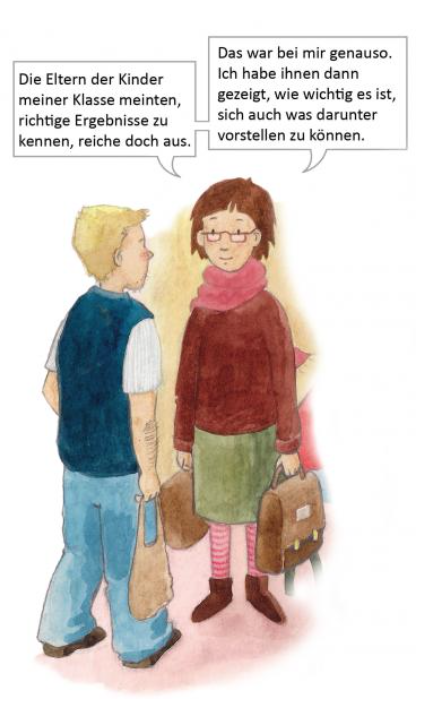 Die Eltern der Kinder
meiner Klasse meinten,
richtige Ergebnisse zu
kennen, reiche doch aus.
Das war bei mir genauso.
Ich habe ihnen dann
gezeigt, wie wichtig es ist,
sich auch was darunter
vorstellen zu können.